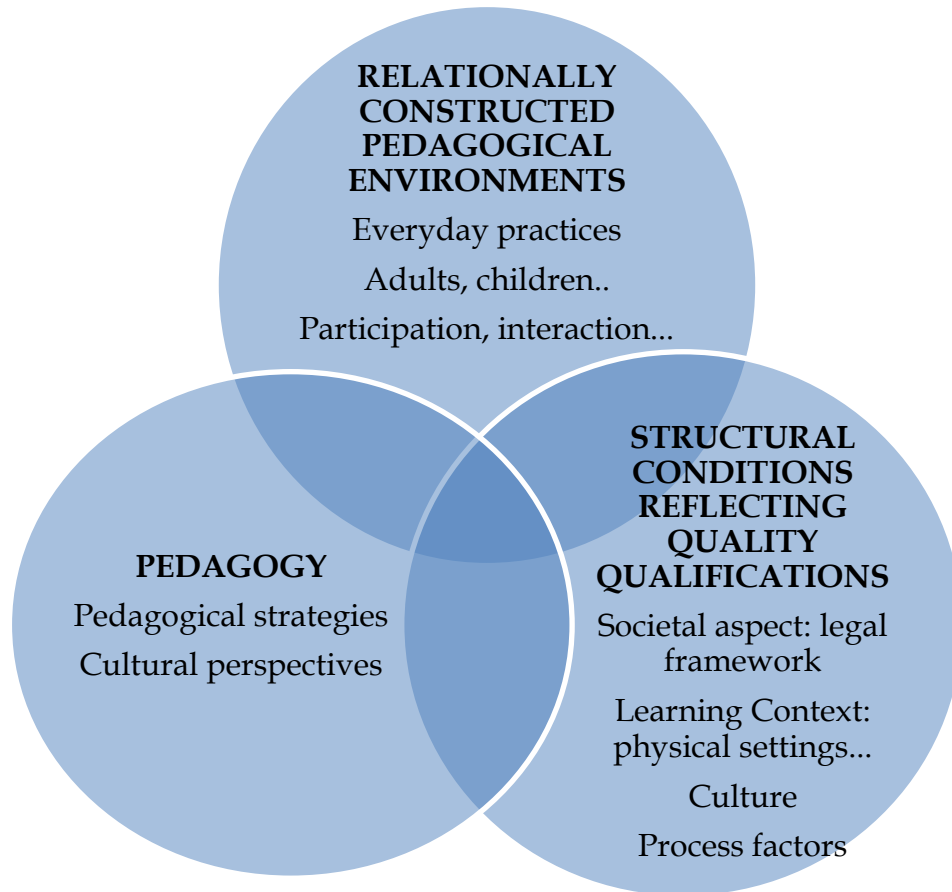 RELATIONALLY
CONSTRUCTED
PEDAGOGICAL
ENVIRONMENTS
Everyday practices
Adults, children..
Participation, interaction...
PEDAGOGY
Pedagogical strategies
Cultural perspectives
STRUCTURAL
CONDITIONS
REFLECTING
QUALITY
QUALIFICATIONS
Societal aspect: legal
framework
Learning Context:
physical settings...
Culture
Process factors